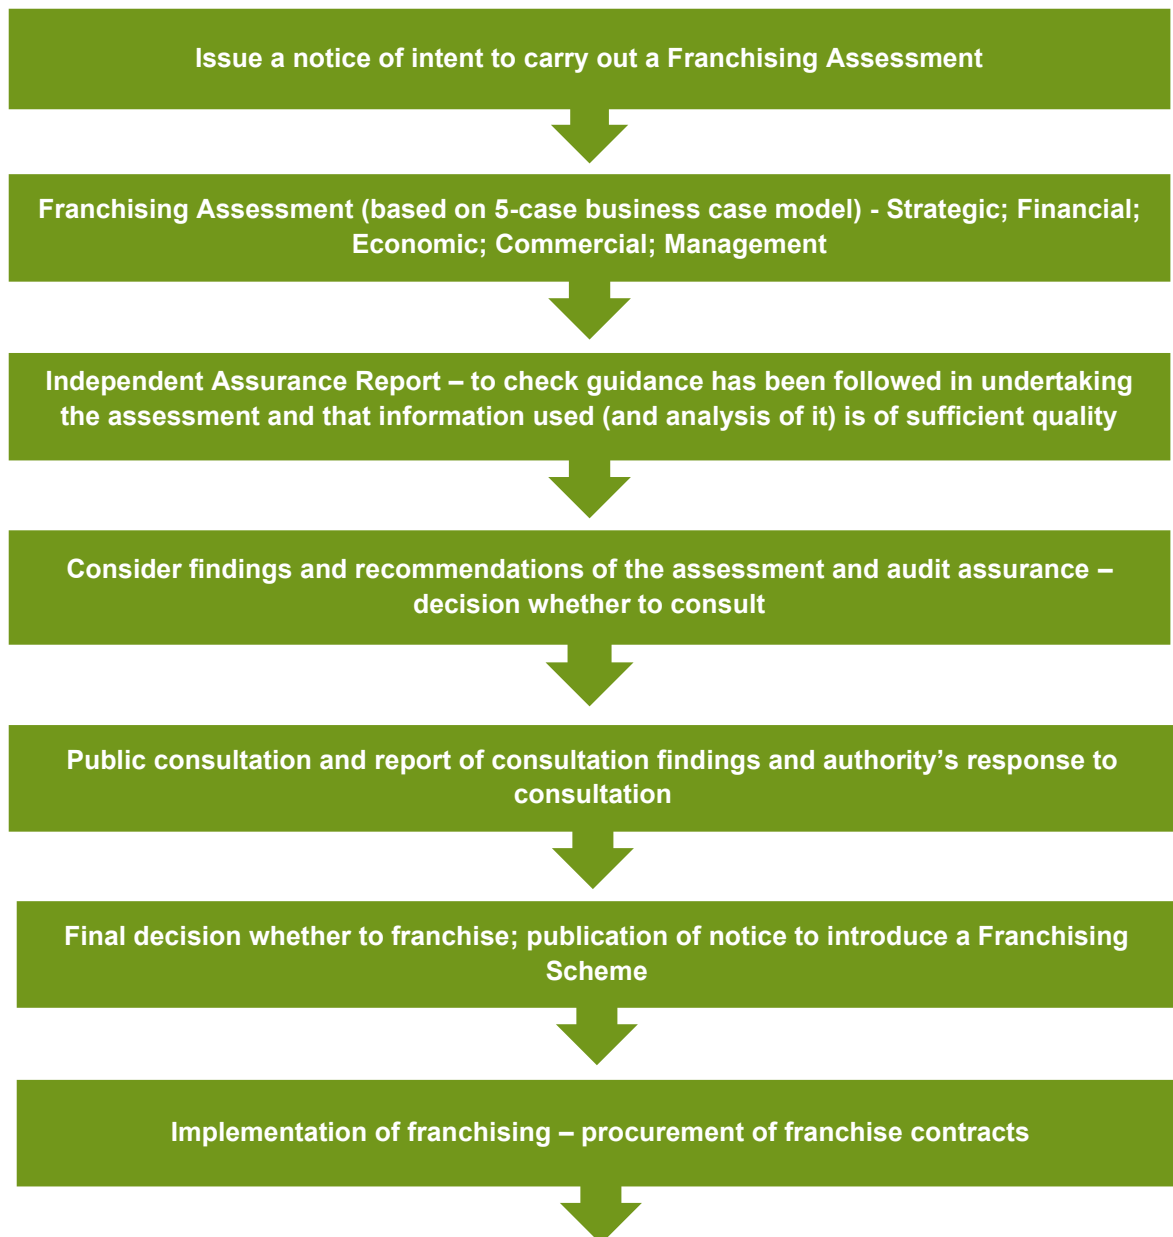 Issue a notice of intent to carry out a Franchising Assessment
Franchising Assessment (based on 5-case business case model) - Strategic; Financial;
Economic; Commercial; Management
Independent Assurance Report – to check guidance has been followed in undertaking
the assessment and that information used (and analysis of it) is of sufficient quality
Consider findings and recommendations of the assessment and audit assurance –
decision whether to consult
Public consultation and report of consultation findings and authority’s response to
consultation
Final decision whether to franchise; publication of notice to introduce a Franchising
Scheme
Implementation of franchising – procurement of franchise contracts